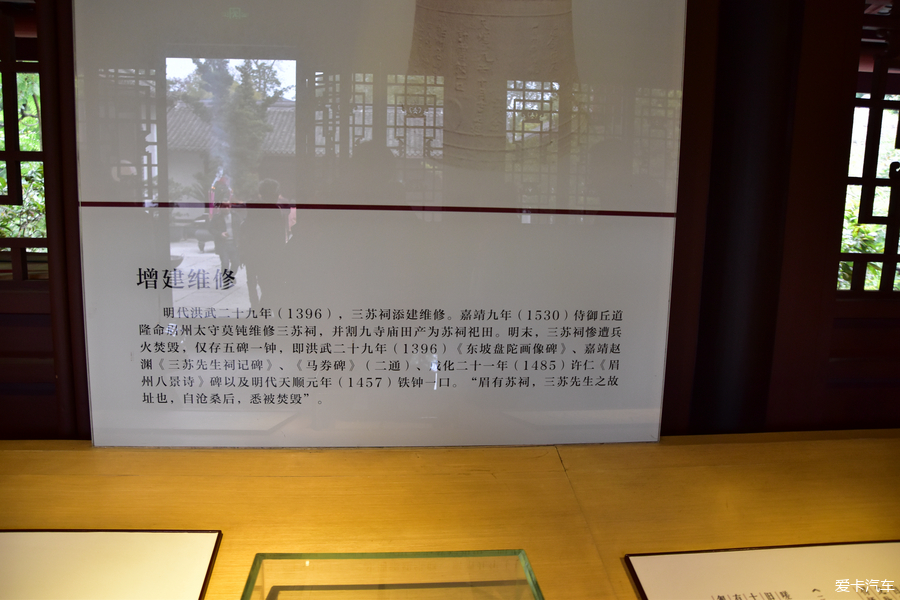 增建维修
明代洪武二十九年（1396），三苏祠添建维修。嘉靖九年（1530）侍御丘道
隆命眉州太守莫钝维修三苏祠，并割九寺庙田产为苏祠祀田。明末，三苏祠惨遭兵
火焚毁，仅存五碑一钟，即洪武二十九年（1396）《东坡盘陀画像碑》、嘉靖赵
渊《三苏先生祠记碑》、《马券碑》（二通）、成化二十一年（1485）许仁《眉
州八景诗》碑以及明代天顺元年（1457）铁钟一口。“眉有苏祠，三苏先生之故
址也，自沧桑后，悉被焚毁”。
爱卡汽车